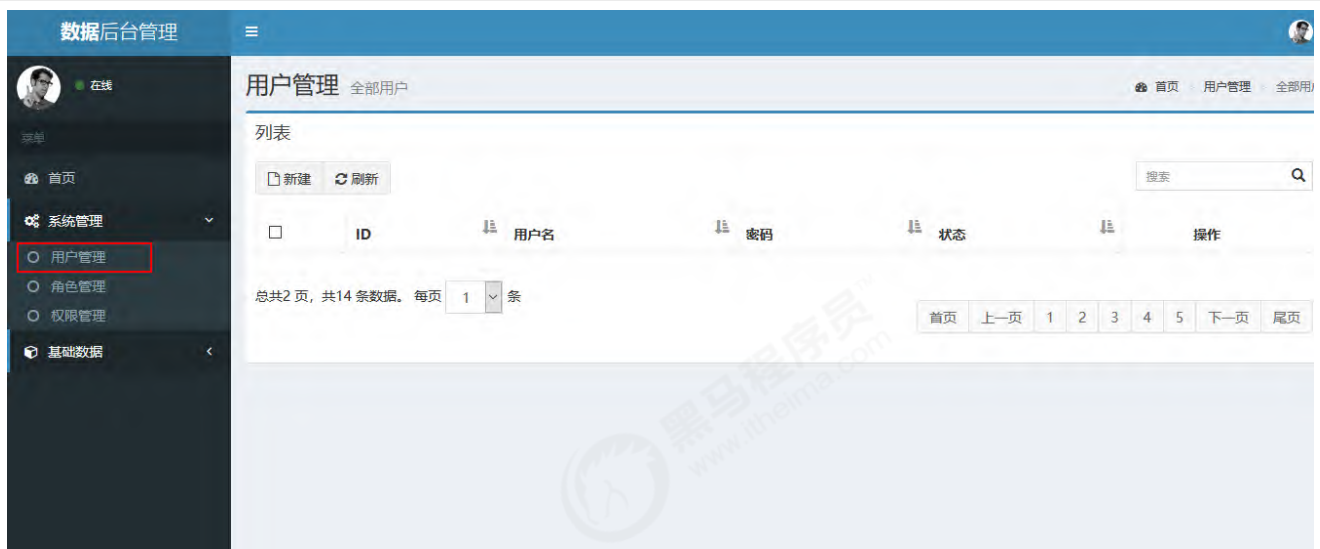 数据后台管理
在线
用户管理 全部用户
首页 用户管理 全部用
菜单
列表
首页
新建 刷新
搜索
系统管理
ID 用户名 密码 状态 操作
用户管理
角色管理
总共2 页，共14 条数据。 每页 1 条
权限管理
首页 上一页 1 2 3 4 5 下一页 尾页
基础数据
黑马程序员
www.itheima.com